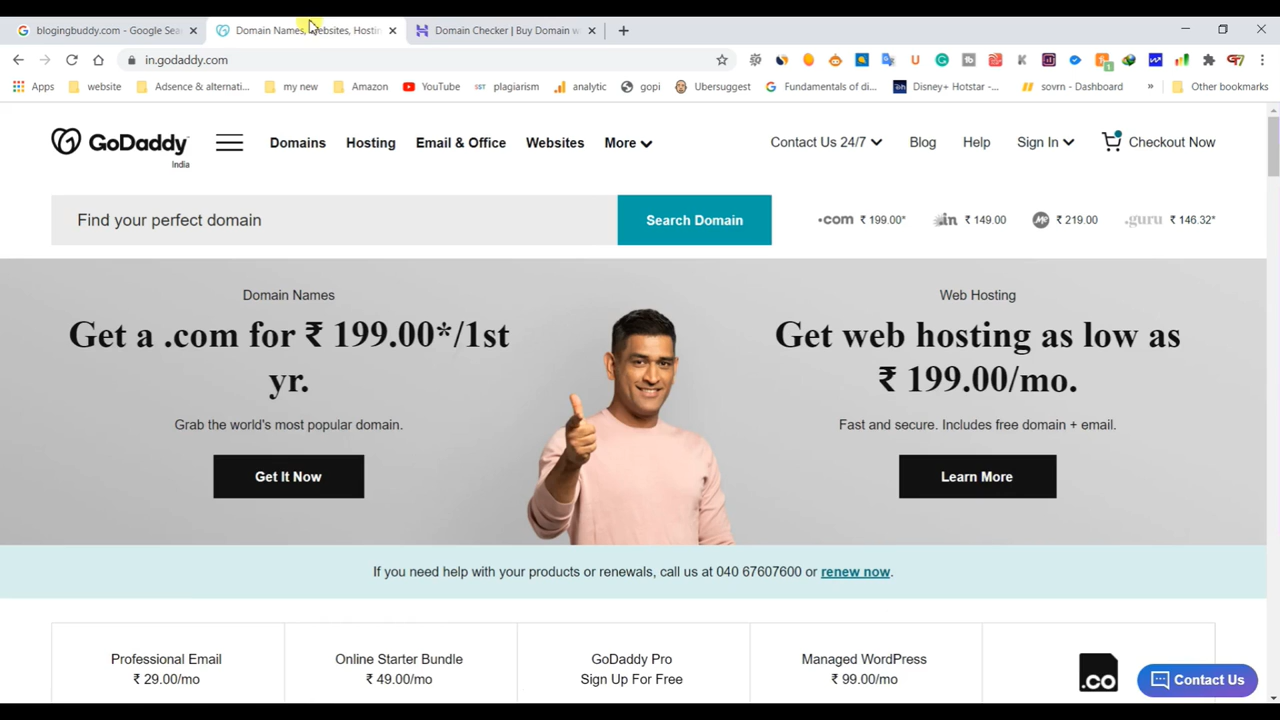 blogingbuddy.com - Google Sea
Domain Names, Websites, Hostin
Domain Checker | Buy Domain w
in.godaddy.com
Apps
website
Adsence & alternati...
my new
Amazon
YouTube
SST plagiarism
analytic
gopi
Ubersuggest
Fundamentals of di...
Disney+ Hotstar -...
sovrn - Dashboard
»
Other bookmarks
GoDaddy
India
Domains
Hosting
Email & Office
Websites
More
Contact Us 24/7
Blog
Help
Sign In
Checkout Now
Find your perfect domain
Search Domain
.com ₹ 199.00*
.in ₹ 149.00
ME ₹ 219.00
.guru ₹ 146.32*
Domain Names
Get a .com for ₹ 199.00*/1st
yr.
Grab the world's most popular domain.
Get It Now
Web Hosting
Get web hosting as low as
₹ 199.00/mo.
Fast and secure. Includes free domain + email.
Learn More
If you need help with your products or renewals, call us at 040 67607600 or renew now.
Professional Email
₹ 29.00/mo
Online Starter Bundle
₹ 49.00/mo
GoDaddy Pro
Sign Up For Free
Managed WordPress
₹ 99.00/mo
.co
Contact Us